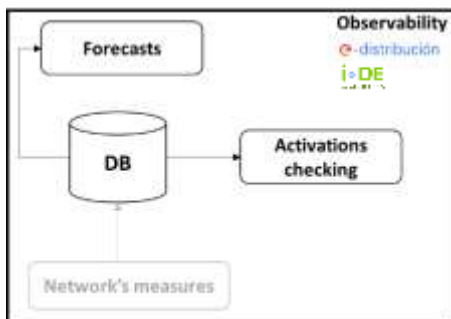 Observability
Forecasts
e-distribución
i·DE
DB
Activations
checking
Network's measures